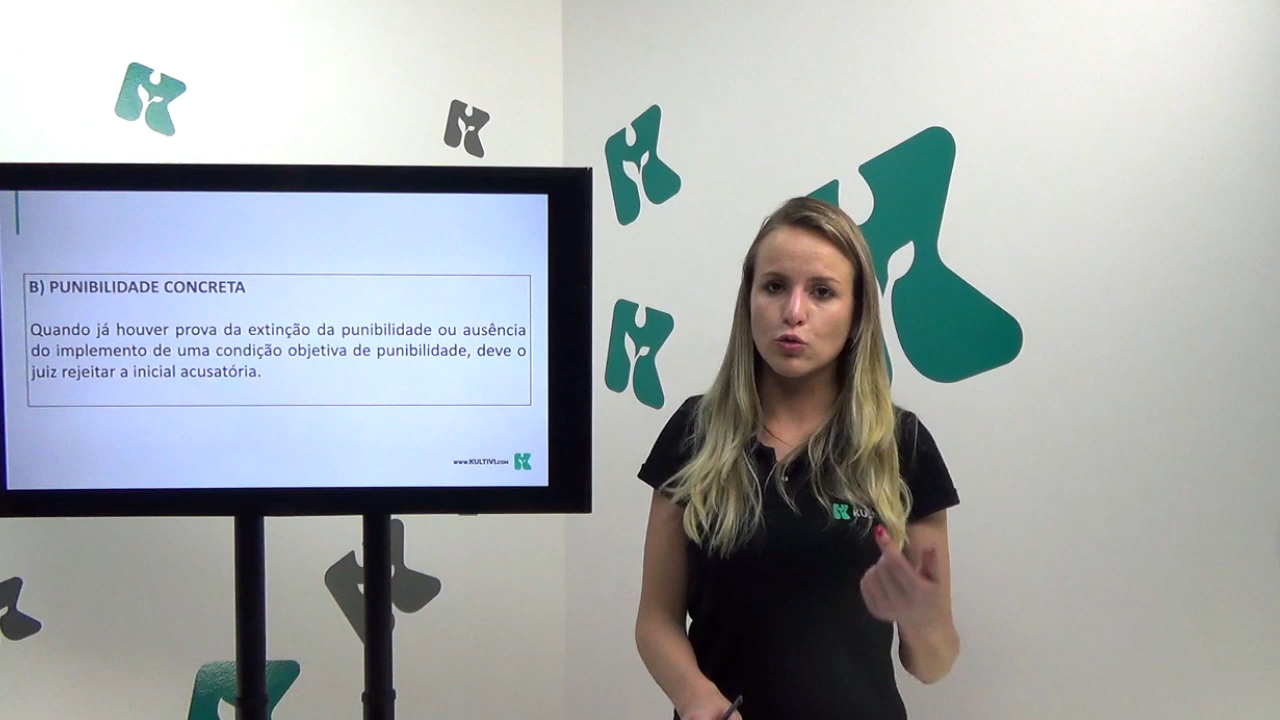 B) PUNIBILIDADE CONCRETA
Quando já houver prova da extinção da punibilidade ou ausência
do implemento de uma condição objetiva de punibilidade, deve o
juiz rejeitar a inicial acusatória.
www.KULTIVI.COM